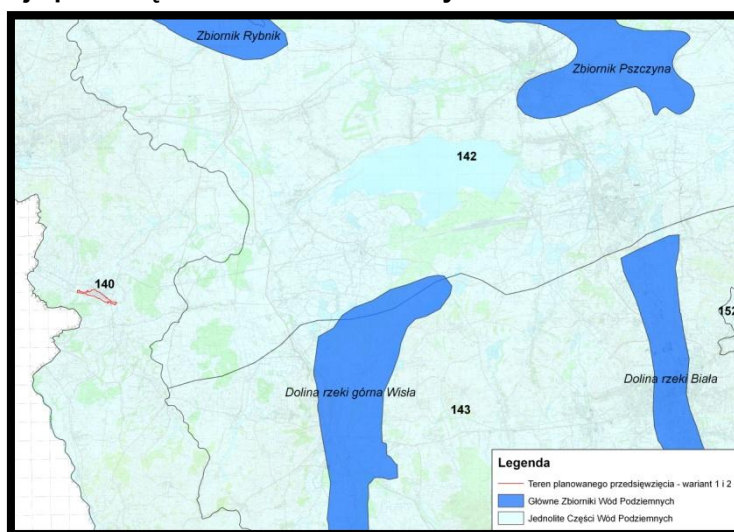 Zbiornik Rybnik
Zbiornik Pszczyna
142
140
152
Dolina rzeki Biała
Dolina rzeki górna Wisła
143
Legenda
Teren planowanego przedsięwzięcia - wariant 1 i 2
Główne Zbiorniki Wód Podziemnych
Jednolite Części Wód Podziemnych